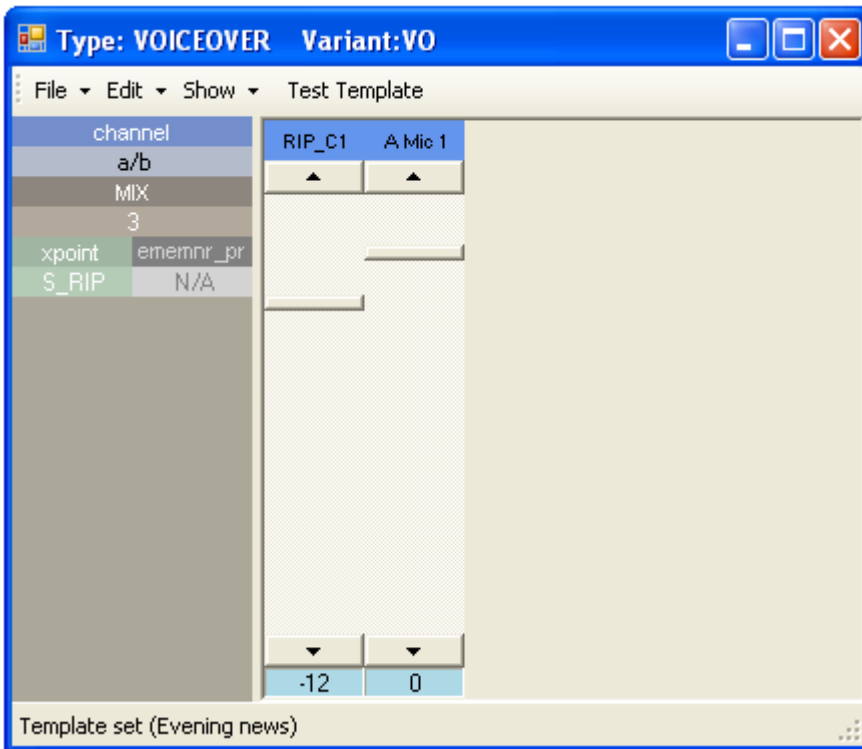 Type: VOICEOVER Variant:VO
File Edit Show Test Template
channel
a/b
MIX
3
xpoint ememnr_pr
S_RIP N/A
RIP_C1 A Mic 1
-12 0
Template set (Evening news)